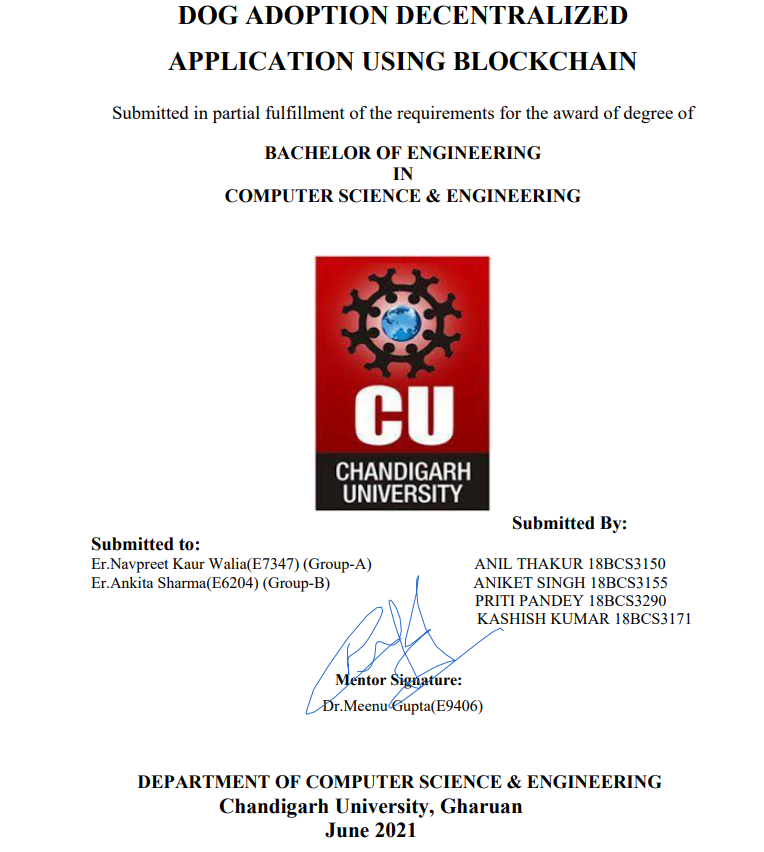 DOG ADOPTION DECENTRALIZED
APPLICATION USING BLOCKCHAIN
Submitted in partial fulfillment of the requirements for the award of degree of
BACHELOR OF ENGINEERING
IN
COMPUTER SCIENCE & ENGINEERING
CU
CHANDIGARH
UNIVERSITY
Submitted to:
Er.Navpreet Kaur Walia(E7347) (Group-A)
Er.Ankita Sharma(E6204) (Group-B)
Submitted By:
ANIL THAKUR 18BCS3150
ANIKET SINGH 18BCS3155
PRITI PANDEY 18BCS3290
KASHISH KUMAR 18BCS3171
Mentor Signature:
Dr.Meenu Gupta(E9406)
DEPARTMENT OF COMPUTER SCIENCE & ENGINEERING
Chandigarh University, Gharuan
June 2021